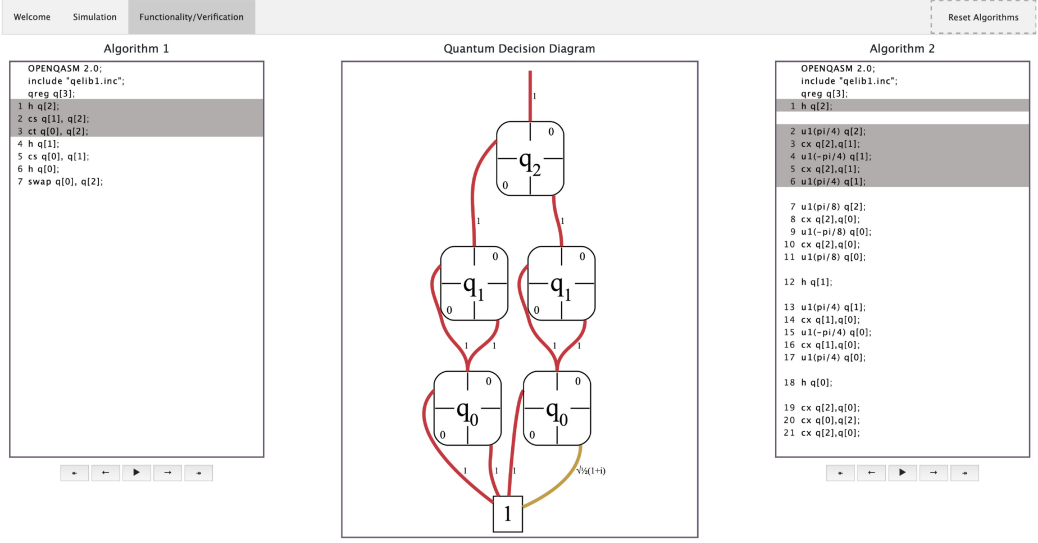 Welcome Simulation Functionality/Verification Reset Algorithms
Algorithm 1
OPENQASM 2.0;
include "qelib1.inc";
qreg q[3];
1 h q[2];
2 cs q[1], q[2];
3 ct q[0], q[2];
4 h q[1];
5 cs q[0], q[1];
6 h q[0];
7 swap q[0], q[2];
Quantum Decision Diagram
1
0
q2
0
1 1
0 0
q1 q1
0 0
1 1 1 1
0 0
q0 q0
0 0
1 1 1 √½(1+i)
1
Algorithm 2
OPENQASM 2.0;
include "qelib1.inc";
qreg q[3];
1 h q[2];
2 u1(pi/4) q[2];
3 cx q[2],q[1];
4 u1(-pi/4) q[1];
5 cx q[2],q[1];
6 u1(pi/4) q[1];
7 u1(pi/8) q[2];
8 cx q[2],q[0];
9 u1(-pi/8) q[0];
10 cx q[2],q[0];
11 u1(pi/8) q[0];
12 h q[1];
13 u1(pi/4) q[1];
14 cx q[1],q[0];
15 u1(-pi/4) q[0];
16 cx q[1],q[0];
17 u1(pi/4) q[0];
18 h q[0];
19 cx q[2],q[0];
20 cx q[0],q[2];
21 cx q[2],q[0];